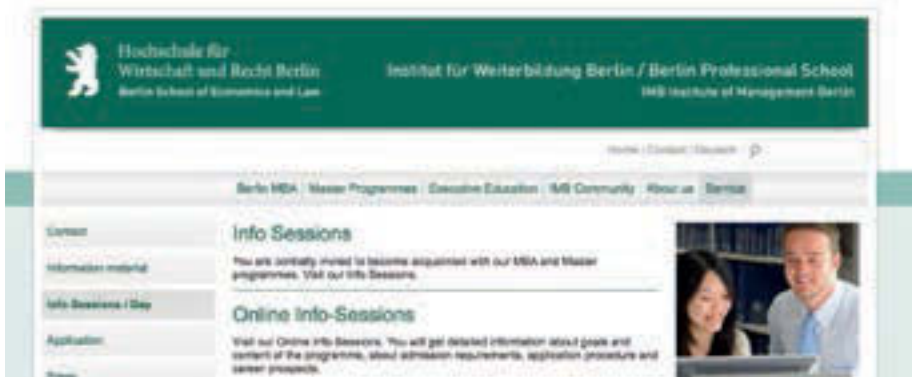 Hochschule für
Wirtschaft und Recht Berlin
Berlin School of Economics and Law
Institut für Weiterbildung Berlin / Berlin Professional School
IMB Institute of Management Berlin
Home | Contact | Deutsch
Berlin MBA | Master Programmes | Executive Education | IMB Community | About us | Service
Contact
Information material
Info Sessions / Day
Application
Info Sessions
You are cordially invited to become acquainted with our MBA and Master
programmes. Visit our Info Sessions.
Online Info-Sessions
Visit our Online Info Sessions. You will get detailed information about goals and
content of the programme, about admission requirements, application procedure and
career prospects.